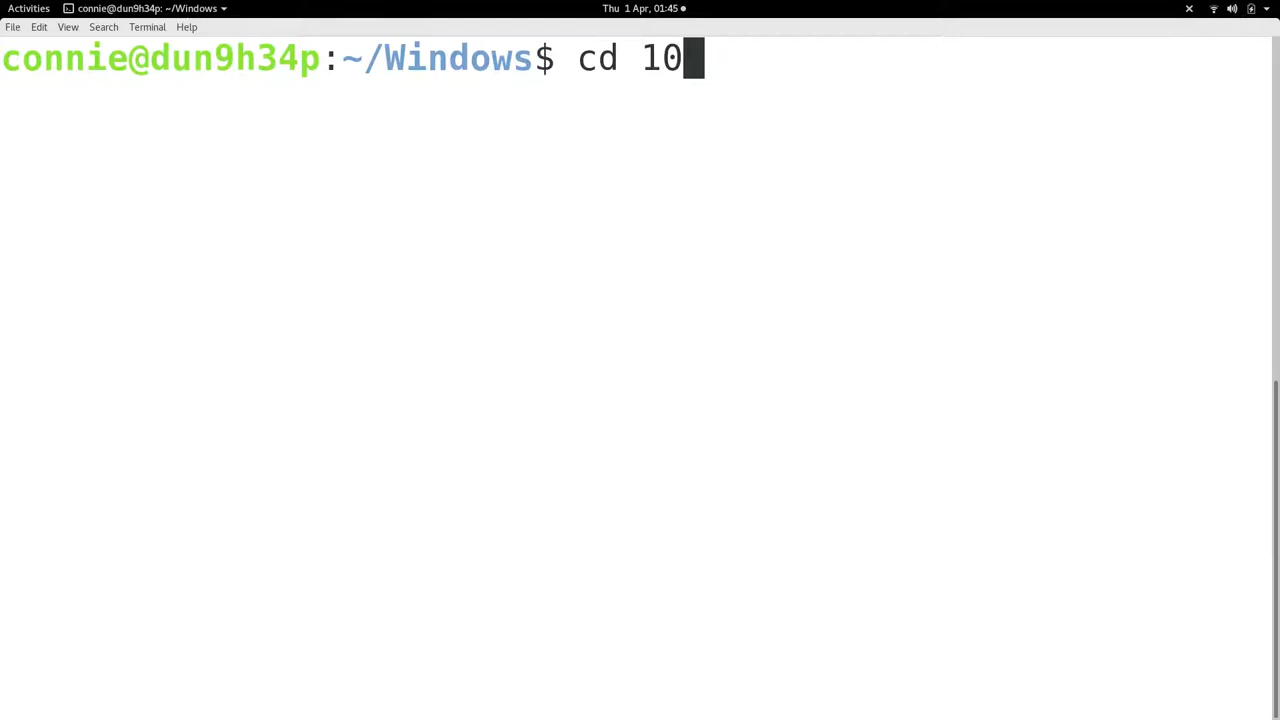 Activities connie@dun9h34p: ~/Windows Thu 1 Apr, 01:45
File Edit View Search Terminal Help
connie@dun9h34p:~/Windows$ cd 10